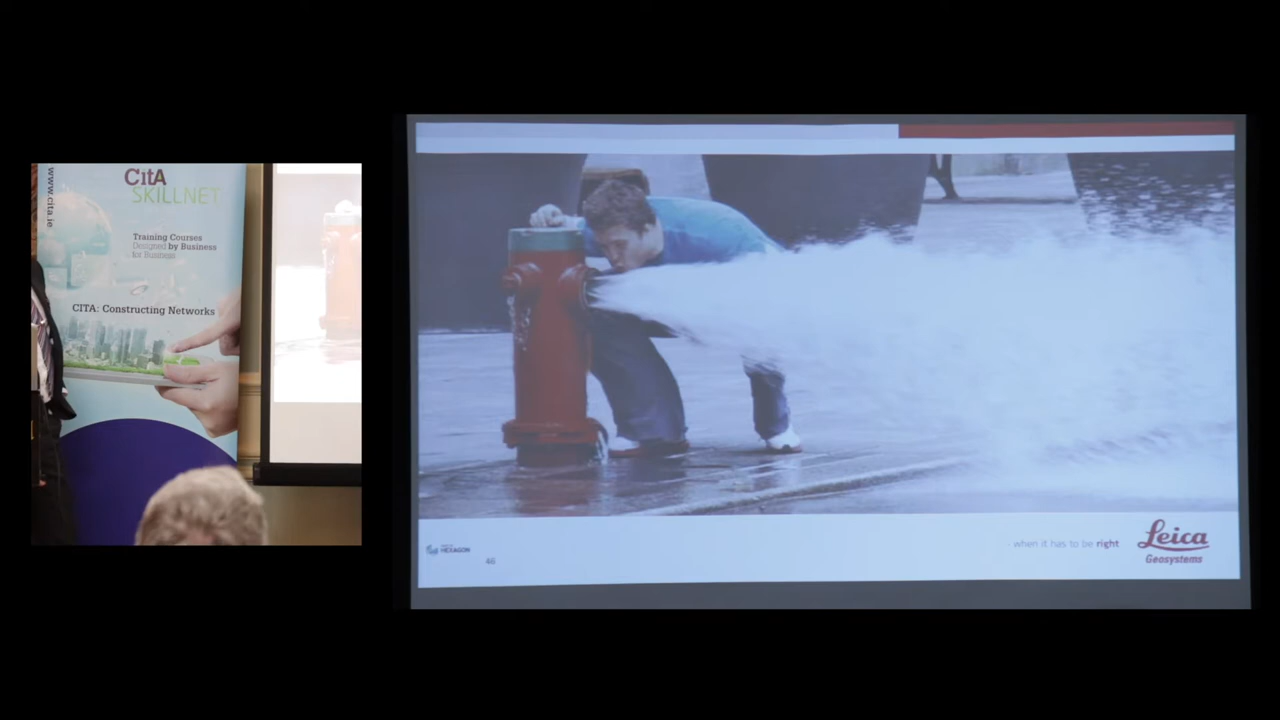 www.cita.ie
CitA
SKILLNET
Training Courses
Designed by Business
for Business
CITA: Constructing Networks
HEXAGON
46
- when it has to be right
Leica
Geosystems